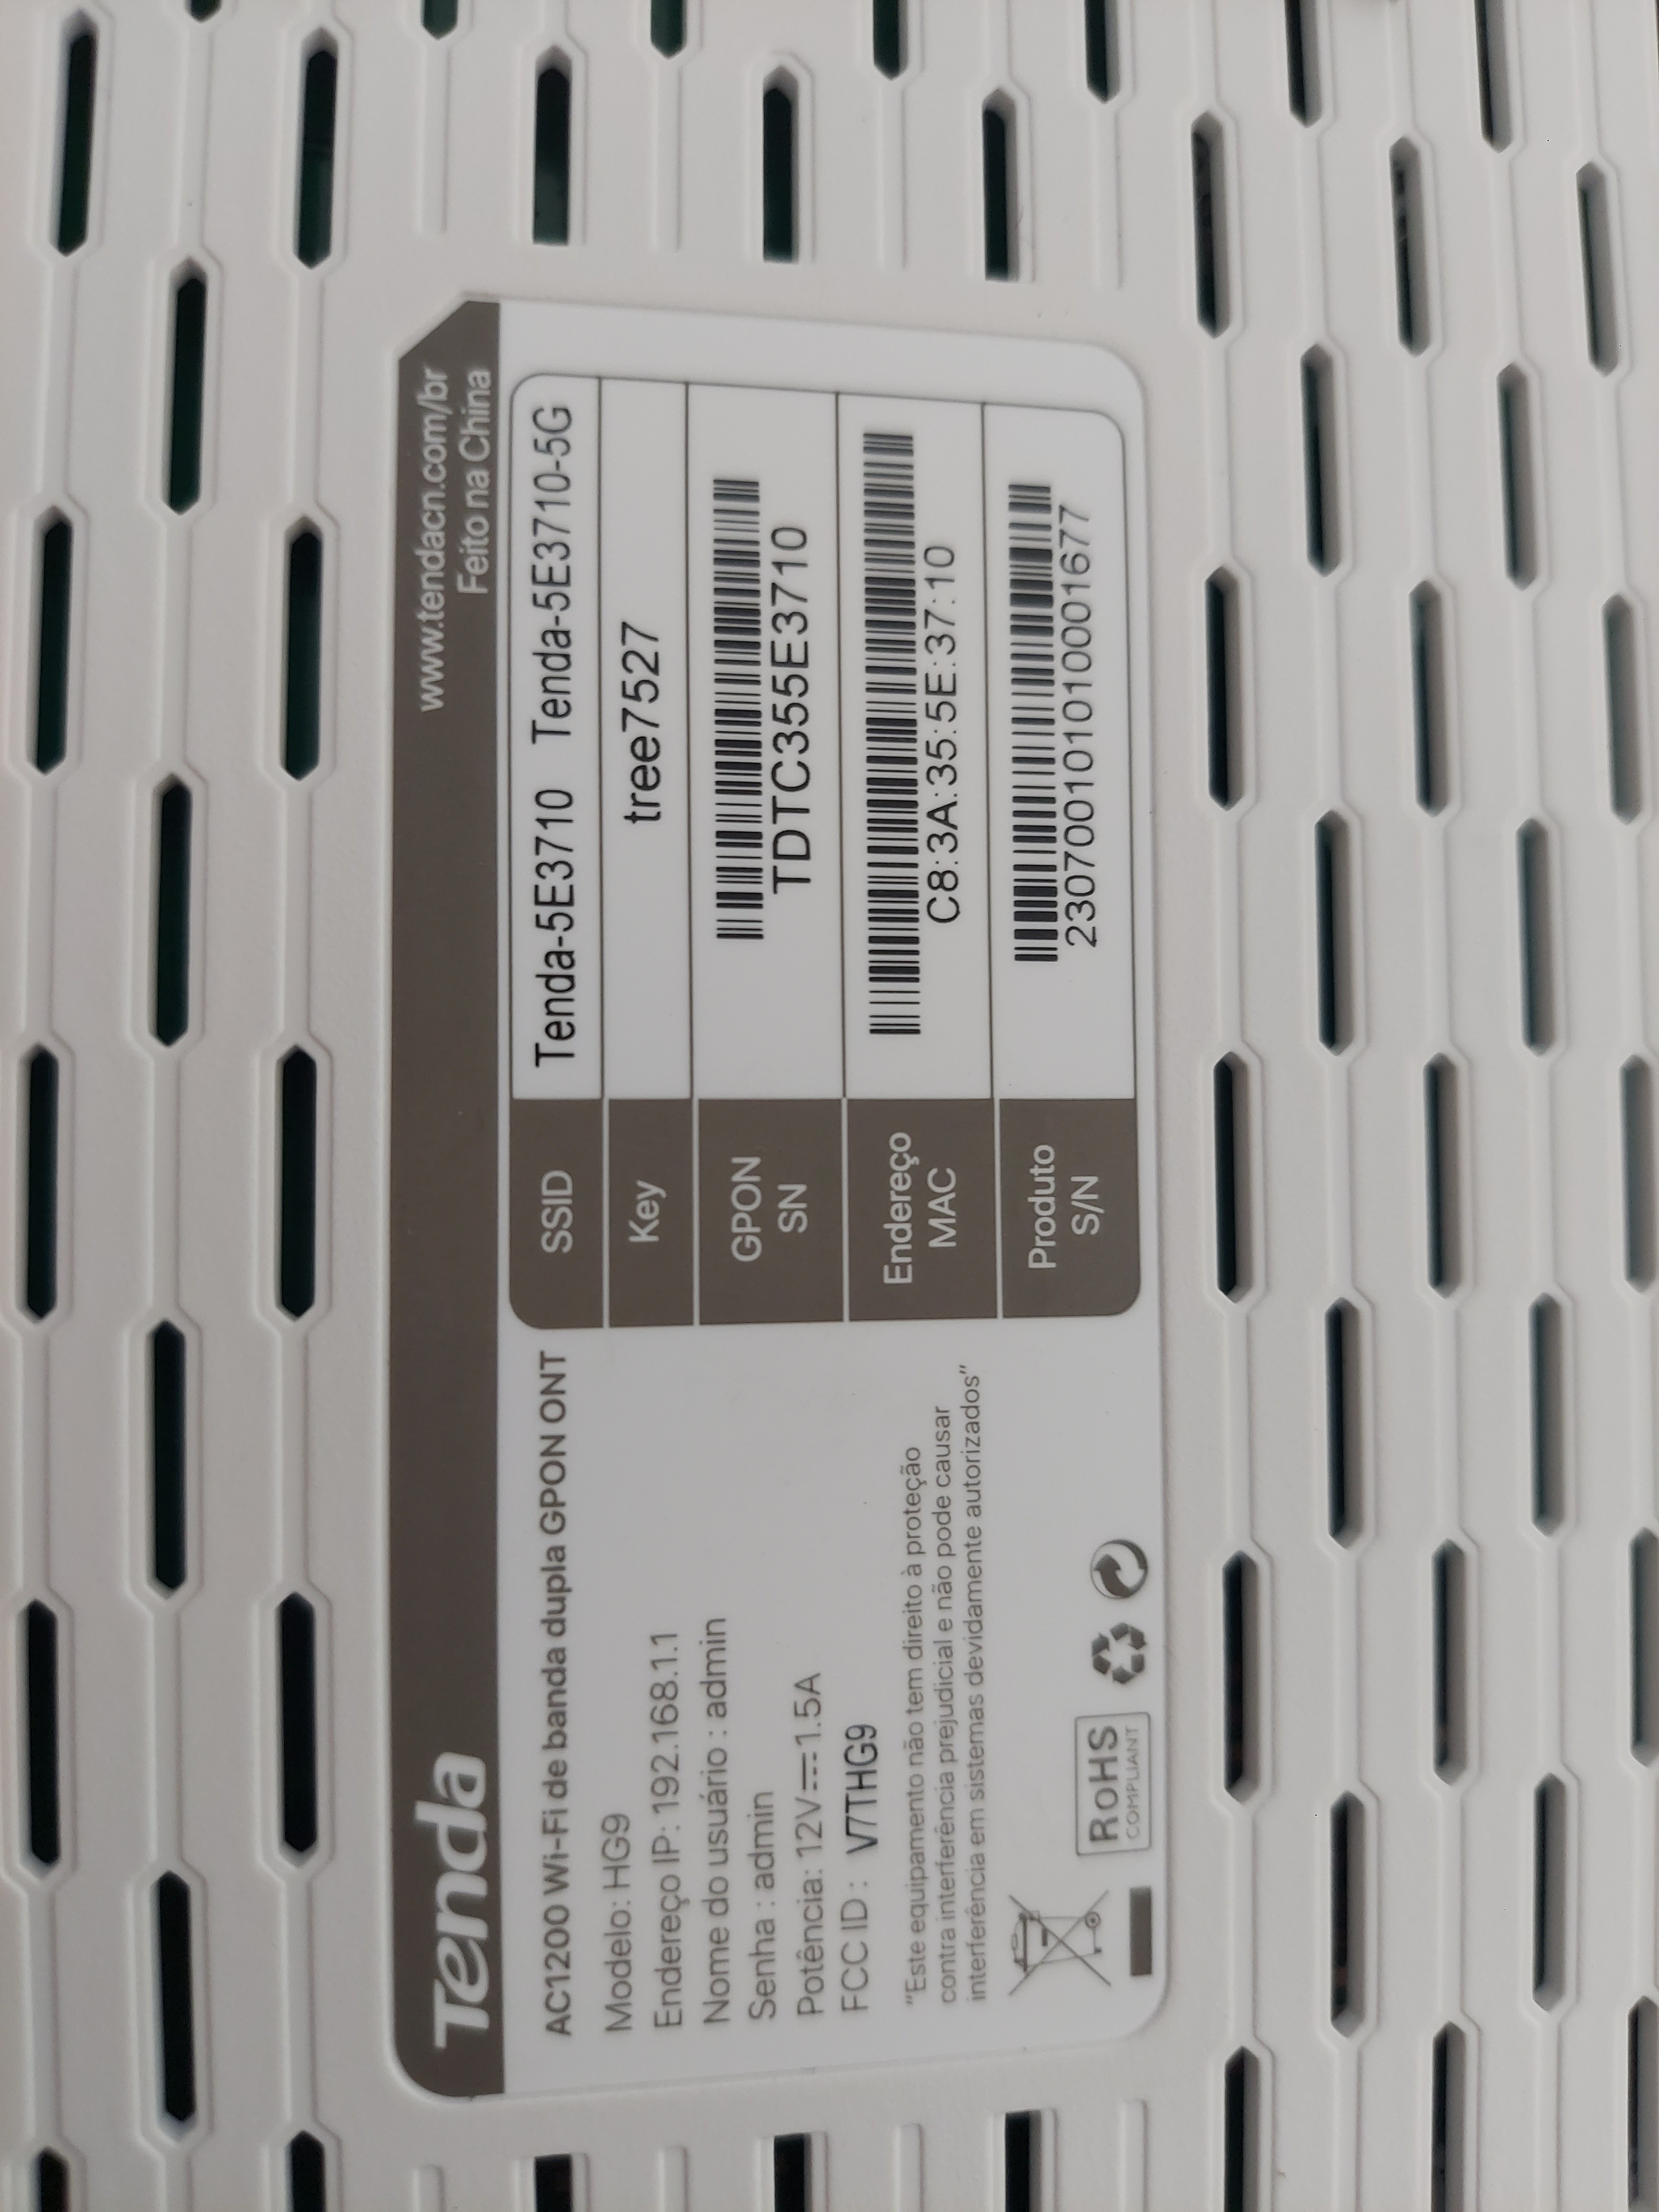 Tenda
www.tendacn.com/br
Feito na China
AC1200 Wi-Fi de banda dupla GPON ONT
Modelo: HG9
Endereço IP: 192.168.1.1
Nome do usuário : admin
Senha : admin
Potência: 12V⎓1.5A
FCC ID : V7THG9
"Este equipamento não tem direito à proteção
contra interferência prejudicial e não pode causar
interferência em sistemas devidamente autorizados"
RoHS
COMPLIANT
SSID
Tenda-5E3710 Tenda-5E3710-5G
Key
tree7527
GPON
SN
TDTC355E3710
Endereço
MAC
C8:3A:35:5E:37:10
Produto
S/N
230700101010001677